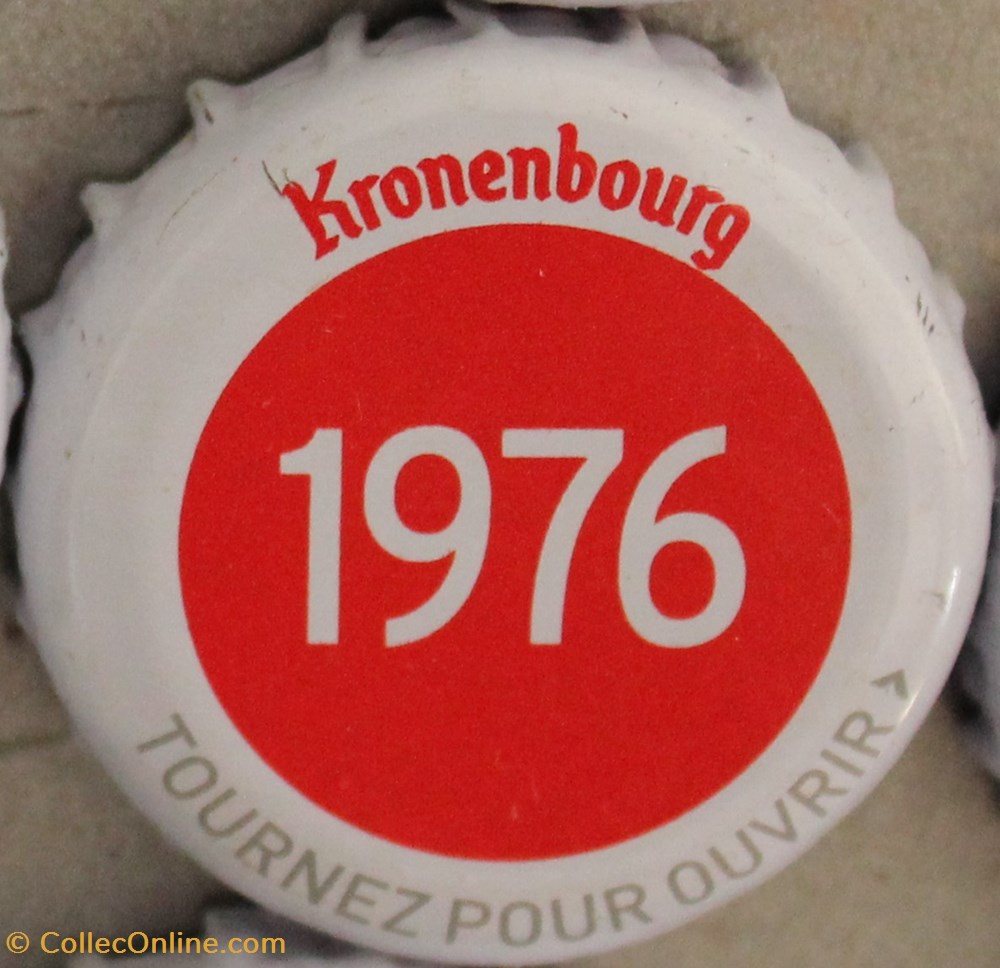 Kronenbourg
1976
TOURNEZ POUR OUVRIR
© CollecOnline.com